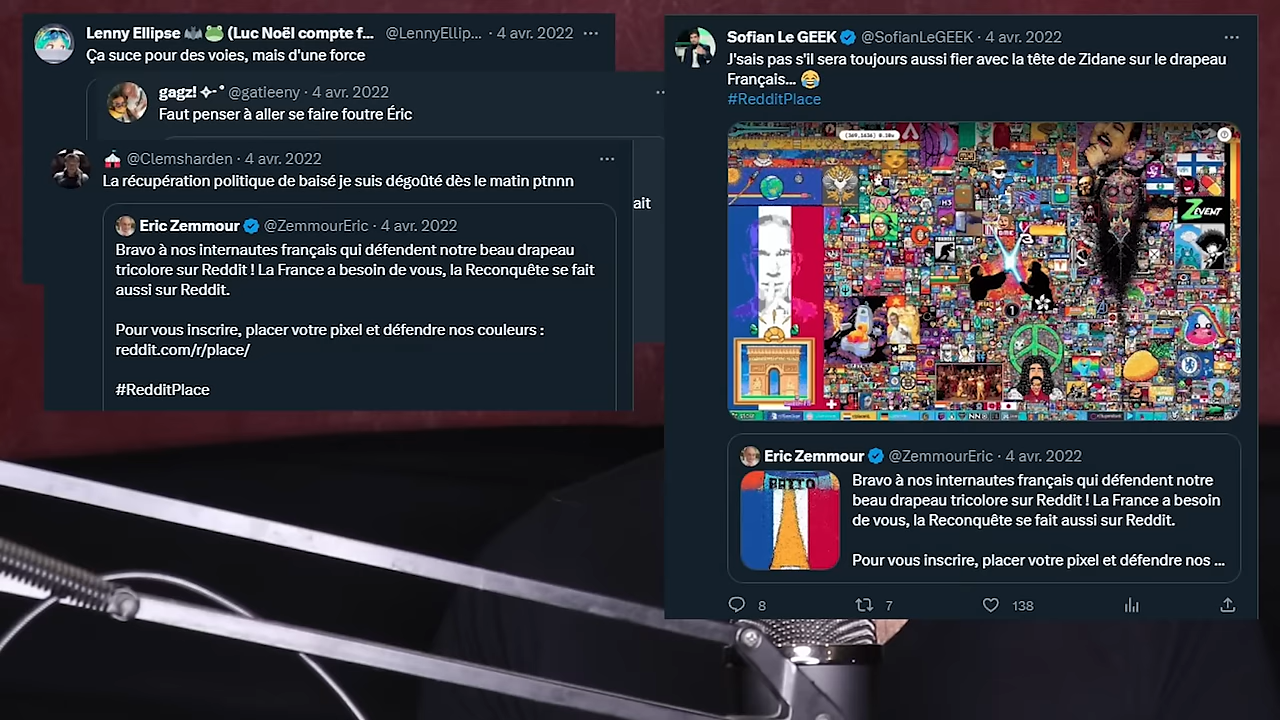 Lenny Ellipse 🦇🐸 (Luc Noël compte f... @LennyEllip... · 4 avr. 2022 ···
Ça suce pour des voies, mais d'une force
gagz! ✧˖° @gatleeny · 4 avr. 2022
Faut penser à aller se faire foutre Éric
🎪 @Clemsharden · 4 avr. 2022 ···
La récupération politique de baisé je suis dégoûté dès le matin ptnnn
ait
Eric Zemmour @ZemmourEric · 4 avr. 2022
Bravo à nos internautes français qui défendent notre beau drapeau
tricolore sur Reddit ! La France a besoin de vous, la Reconquête se fait
aussi sur Reddit.
Pour vous inscrire, placer votre pixel et défendre nos couleurs :
reddit.com/r/place/
#RedditPlace
Sofian Le GEEK @SofianLeGEEK · 4 avr. 2022 ···
J'sais pas s'il sera toujours aussi fier avec la tête de Zidane sur le drapeau
Français... 😂
#RedditPlace
ZEVENT
Eric Zemmour @ZemmourEric · 4 avr. 2022
Bravo à nos internautes français qui défendent notre
beau drapeau tricolore sur Reddit ! La France a besoin
de vous, la Reconquête se fait aussi sur Reddit.
Pour vous inscrire, placer votre pixel et défendre nos ...
8 7 138